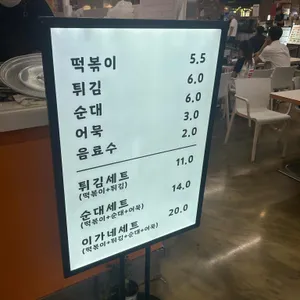 떡볶이 5.5
튀김 6.0
순대 6.0
어묵 3.0
음료수 2.0
튀김세트 11.0
(떡볶이+튀김)
순대세트 14.0
(떡볶이+순대+어묵)
이가네세트 20.0
(떡볶이+튀김+순대+어묵)